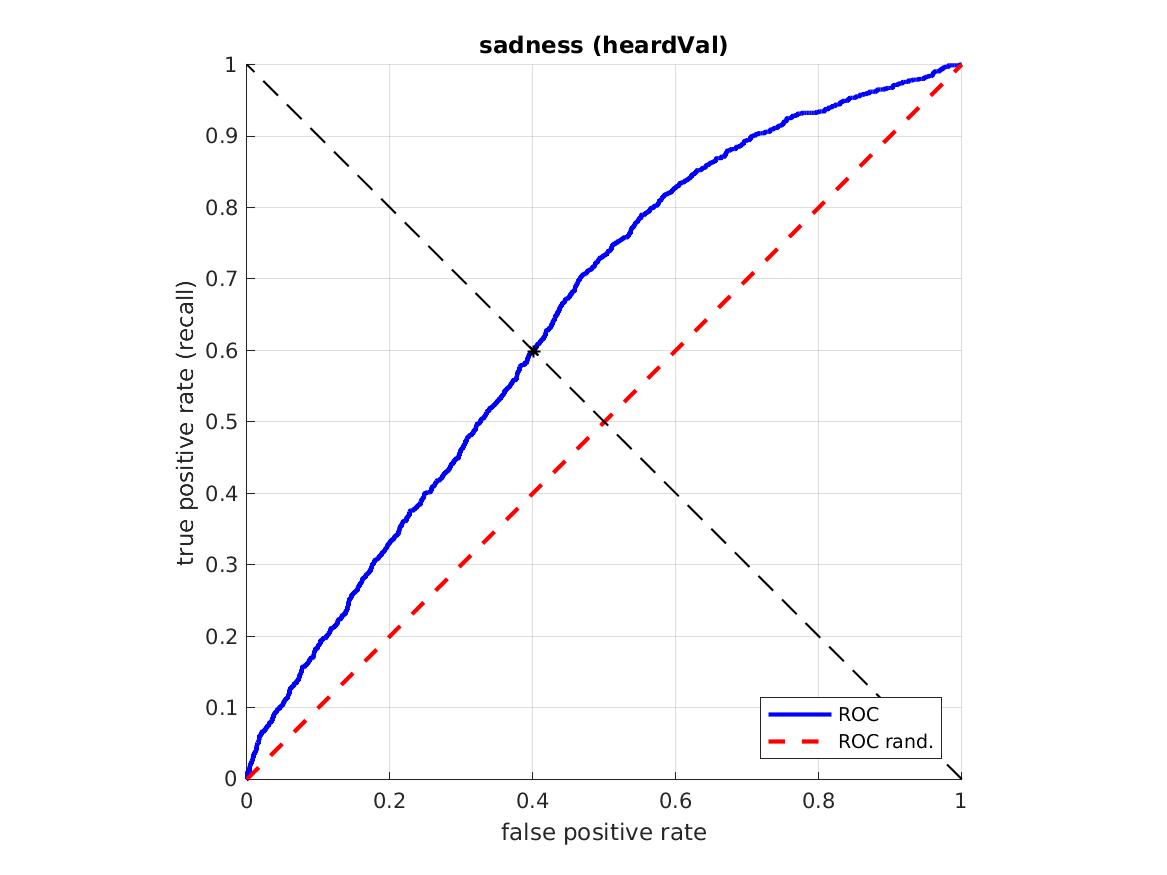 sadness (heardVal)
1
0.9
0.8
0.7
0.6
0.5
0.4
0.3
0.2
0.1
0
true positive rate (recall)
0 0.2 0.4 0.6 0.8 1
false positive rate
ROC
ROC rand.